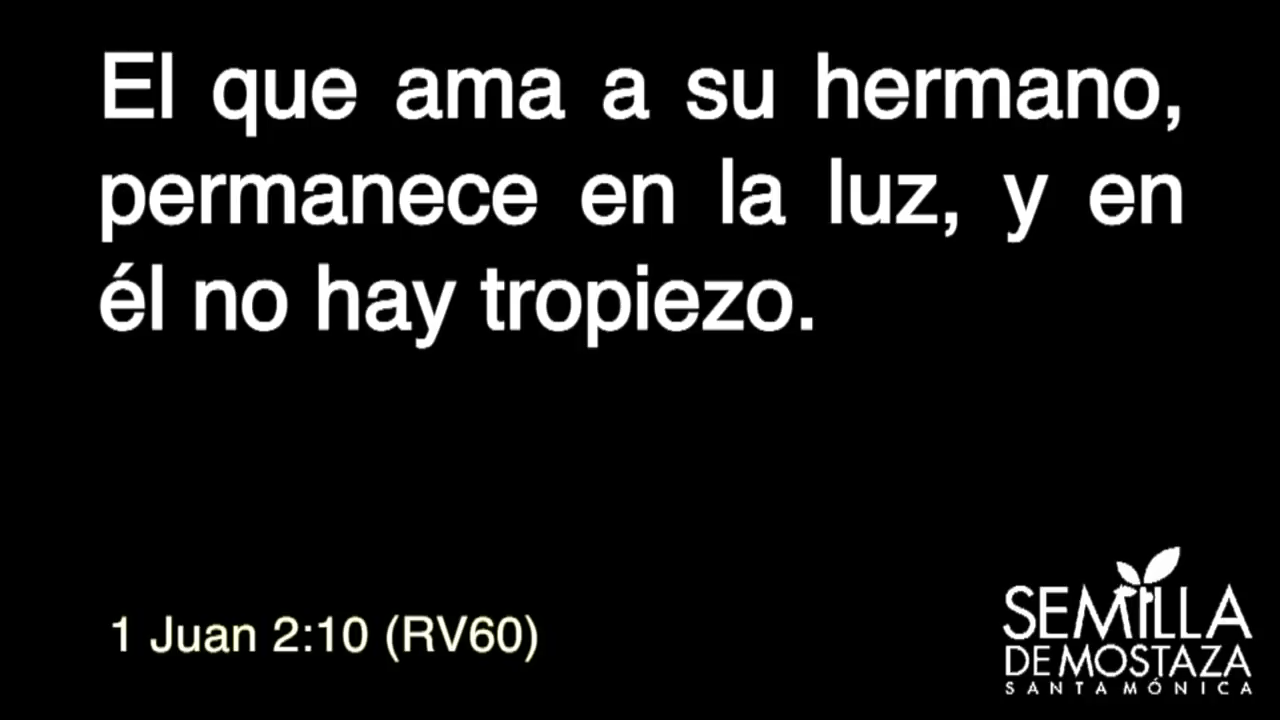 El que ama a su hermano,
permanece en la luz, y en
él no hay tropiezo.
1 Juan 2:10 (RV60)
SEMILLA
DE MOSTAZA
SANTA MÓNICA